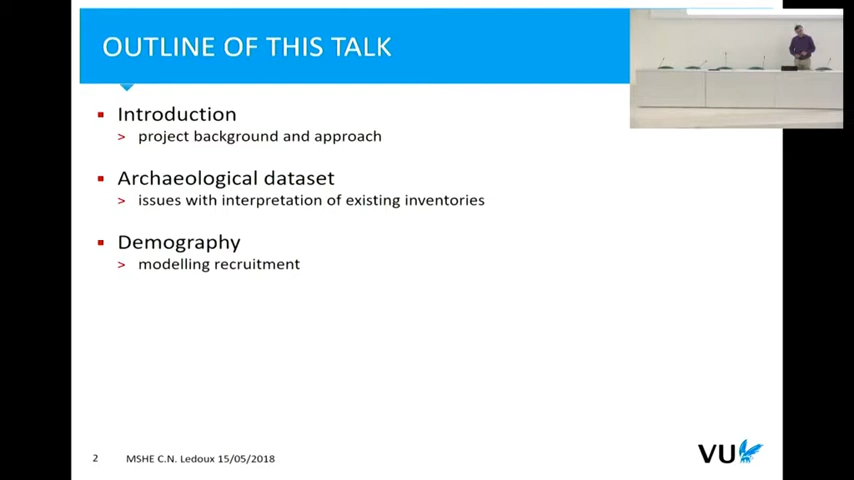 OUTLINE OF THIS TALK
Introduction
> project background and approach
Archaeological dataset
> issues with interpretation of existing inventories
Demography
> modelling recruitment
2 MSHE C.N. Ledoux 15/05/2018
VU